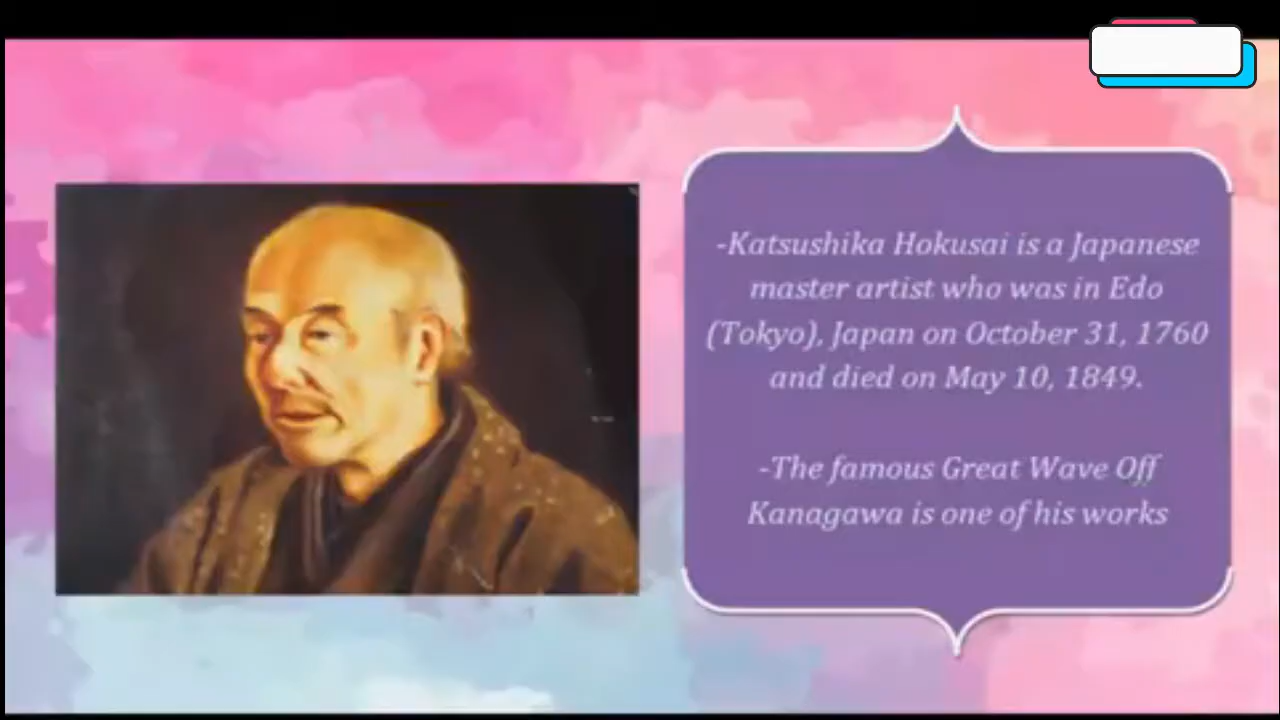 -Katsushika Hokusai is a Japanese
master artist who was in Edo
(Tokyo), Japan on October 31, 1760
and died on May 10, 1849.
-The famous Great Wave Off
Kanagawa is one of his works